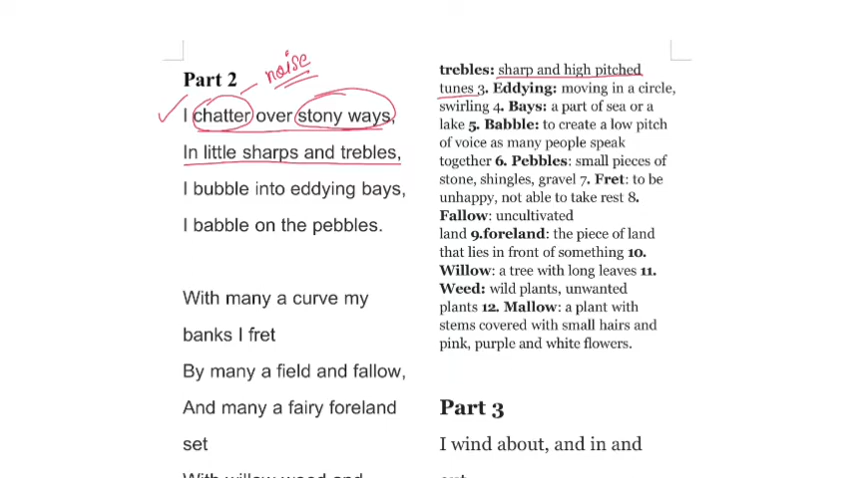 Part 2
noise
I chatter over stony ways,
In little sharps and trebles,
I bubble into eddying bays,
I babble on the pebbles.
With many a curve my
banks I fret
By many a field and fallow,
And many a fairy foreland
set
With willow weed and
trebles: sharp and high pitched
tunes 3. Eddying: moving in a circle,
swirling 4. Bays: a part of sea or a
lake 5. Babble: to create a low pitch
of voice as many people speak
together 6. Pebbles: small pieces of
stone, shingles, gravel 7. Fret: to be
unhappy, not able to take rest 8.
Fallow: uncultivated
land 9.foreland: the piece of land
that lies in front of something 10.
Willow: a tree with long leaves 11.
Weed: wild plants, unwanted
plants 12. Mallow: a plant with
stems covered with small hairs and
pink, purple and white flowers.
Part 3
I wind about, and in and